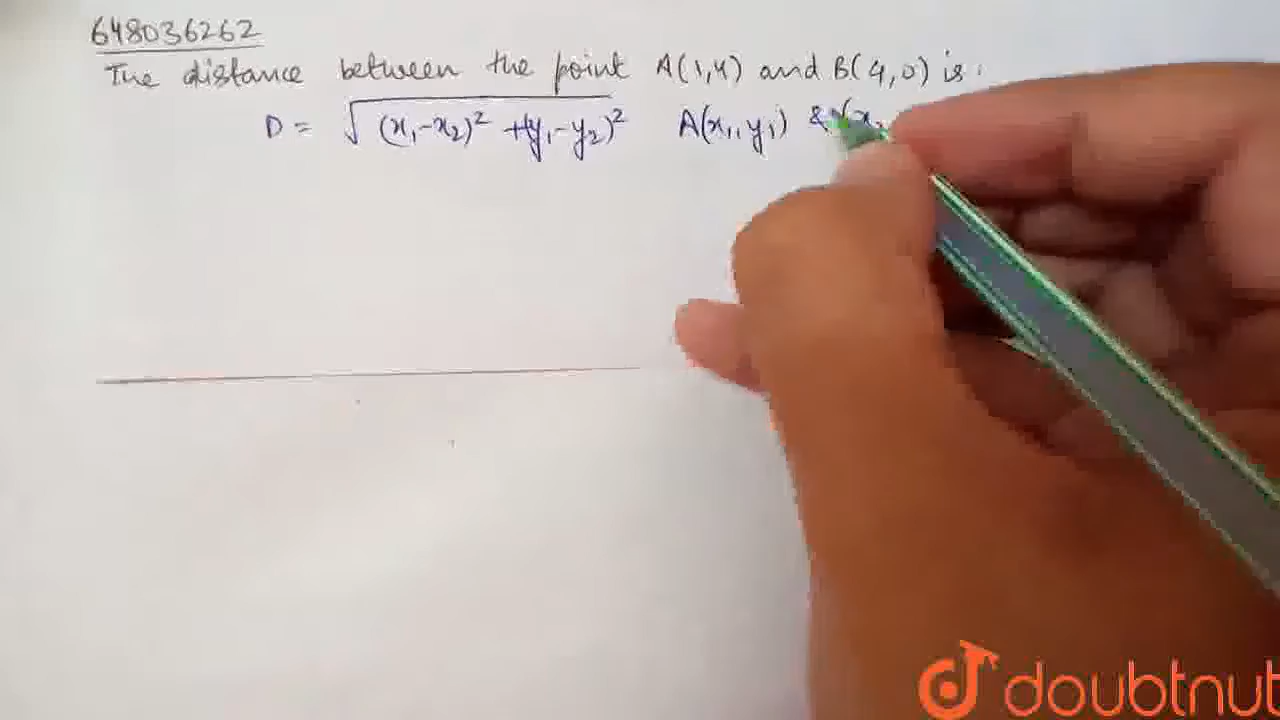 648036262
The distance between the point A(1,4) and B(4,0) is:
D = √(x₁-x₂)² + (y₁-y₂)² A(x₁,y₁) & (x₂
doubtnut